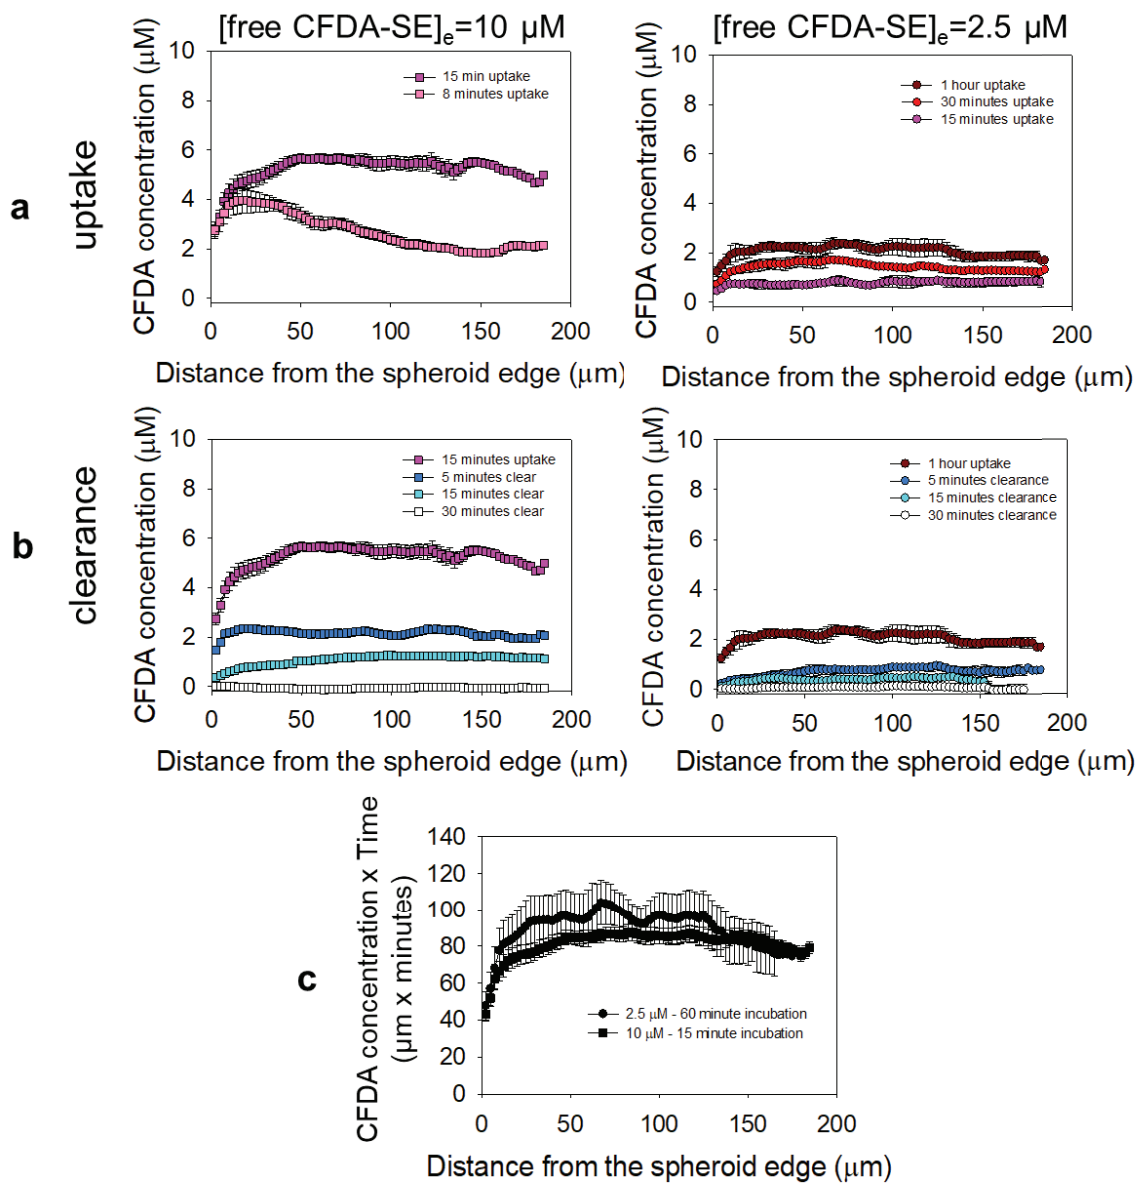 [free CFDA-SE]e=10 µM
[free CFDA-SE]e=2.5 µM
a
uptake
CFDA concentration (µM)
10
8
6
4
2
0
15 min uptake
8 minutes uptake
0 50 100 150 200
Distance from the spheroid edge (µm)
CFDA concentration (µM)
10
8
6
4
2
0
1 hour uptake
30 minutes uptake
15 minutes uptake
0 50 100 150 200
Distance from the spheroid edge (µm)
b
clearance
CFDA concentration (µM)
10
8
6
4
2
0
15 minutes uptake
5 minutes clear
15 minutes clear
30 minutes clear
0 50 100 150 200
Distance from the spheroid edge (µm)
CFDA concentration (µM)
10
8
6
4
2
0
1 hour uptake
5 minutes clearance
15 minutes clearance
30 minutes clearance
0 50 100 150 200
Distance from the spheroid edge (µm)
c
CFDA concentration x Time
(µm x minutes)
140
120
100
80
60
40
20
0
2.5 µM - 60 minute incubation
10 µM - 15 minute incubation
0 50 100 150 200
Distance from the spheroid edge (µm)